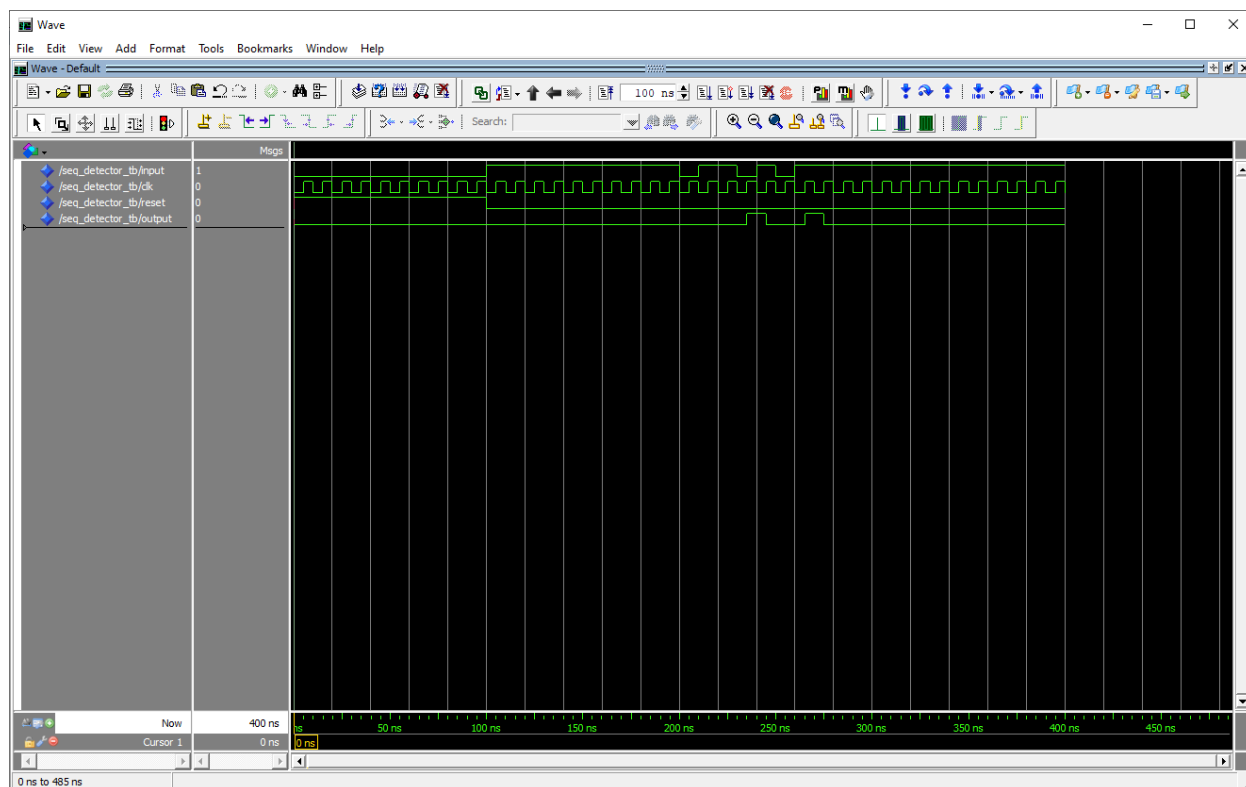 Wave
File Edit View Add Format Tools Bookmarks Window Help
Wave - Default
100 ns
Search:
Msgs
/seq_detector_tb/input 1
/seq_detector_tb/clk 0
/seq_detector_tb/reset 0
/seq_detector_tb/output 0
Now 400 ns
ns 50 ns 100 ns 150 ns 200 ns 250 ns 300 ns 350 ns 400 ns 450 ns
Cursor 1 0 ns 0 ns
0 ns to 485 ns